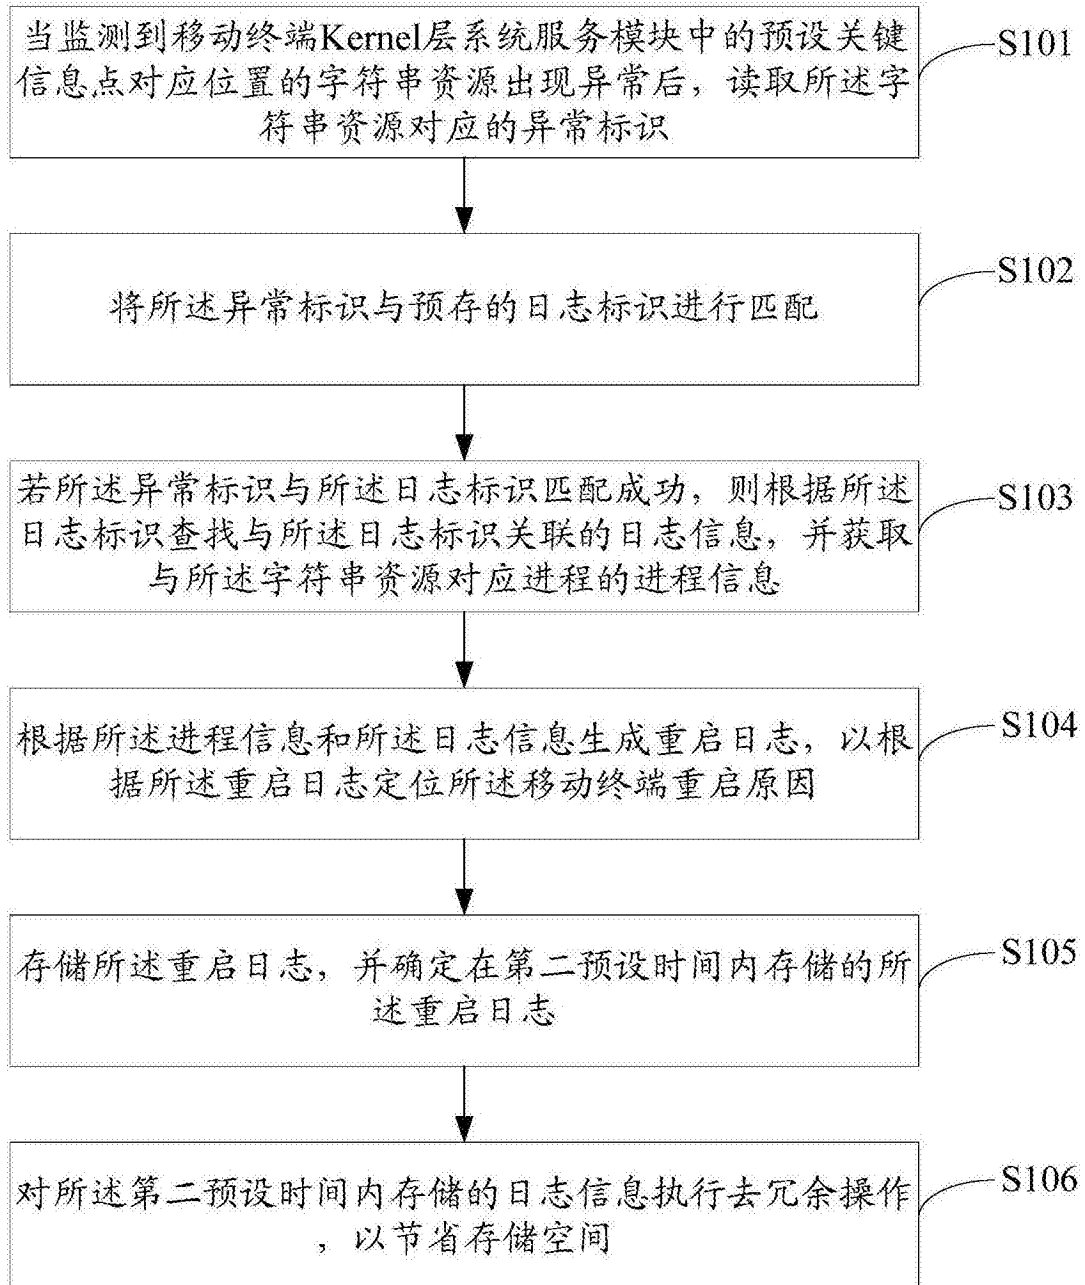 当监测到移动终端Kernel层系统服务模块中的预设关键
信息点对应位置的字符串资源出现异常后，读取所述字
符串资源对应的异常标识
S101
将所述异常标识与预存的日志标识进行匹配
S102
若所述异常标识与所述日志标识匹配成功，则根据所述
日志标识查找与所述日志标识关联的日志信息，并获取
与所述字符串资源对应进程的进程信息
S103
根据所述进程信息和所述日志信息生成重启日志，以根
据所述重启日志定位所述移动终端重启原因
S104
存储所述重启日志，并确定在第二预设时间内存储的所
述重启日志
S105
对所述第二预设时间内存储的日志信息执行去冗余操作
，以节省存储空间
S106